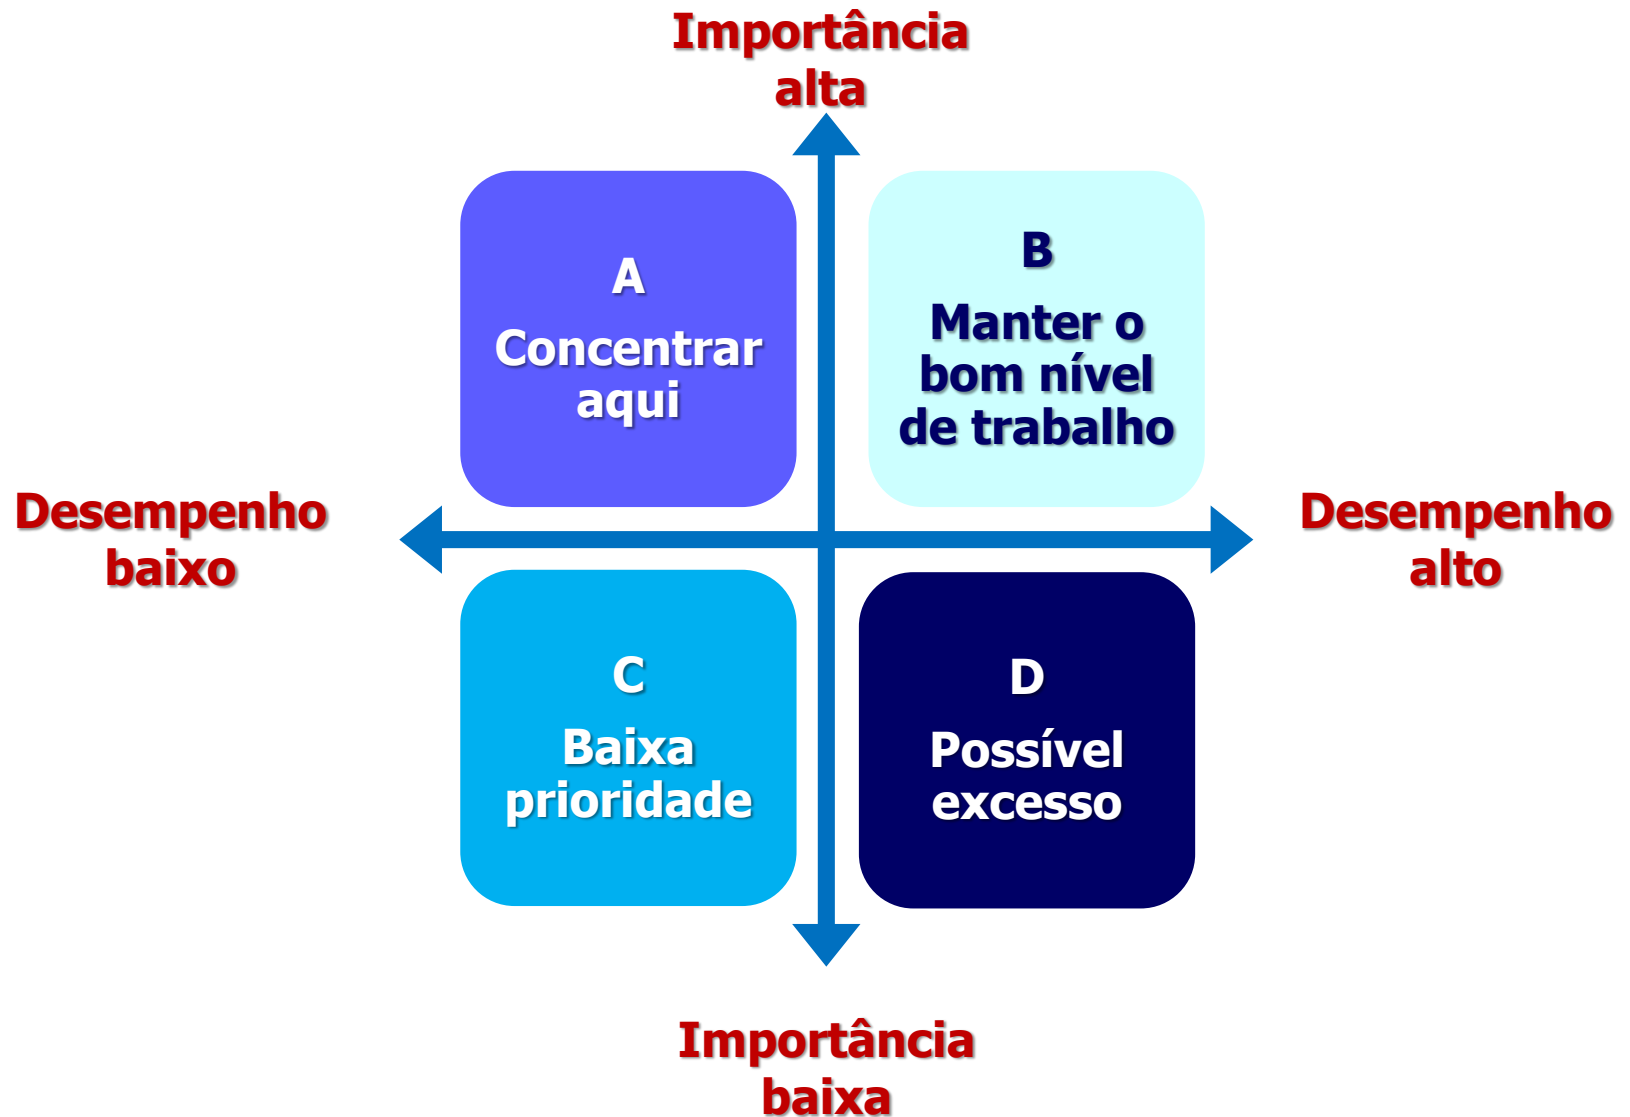 Importância
alta
A
Concentrar
aqui
B
Manter o
bom nível
de trabalho
Desempenho
baixo
Desempenho
alto
C
Baixa
prioridade
D
Possível
excesso
Importância
baixa